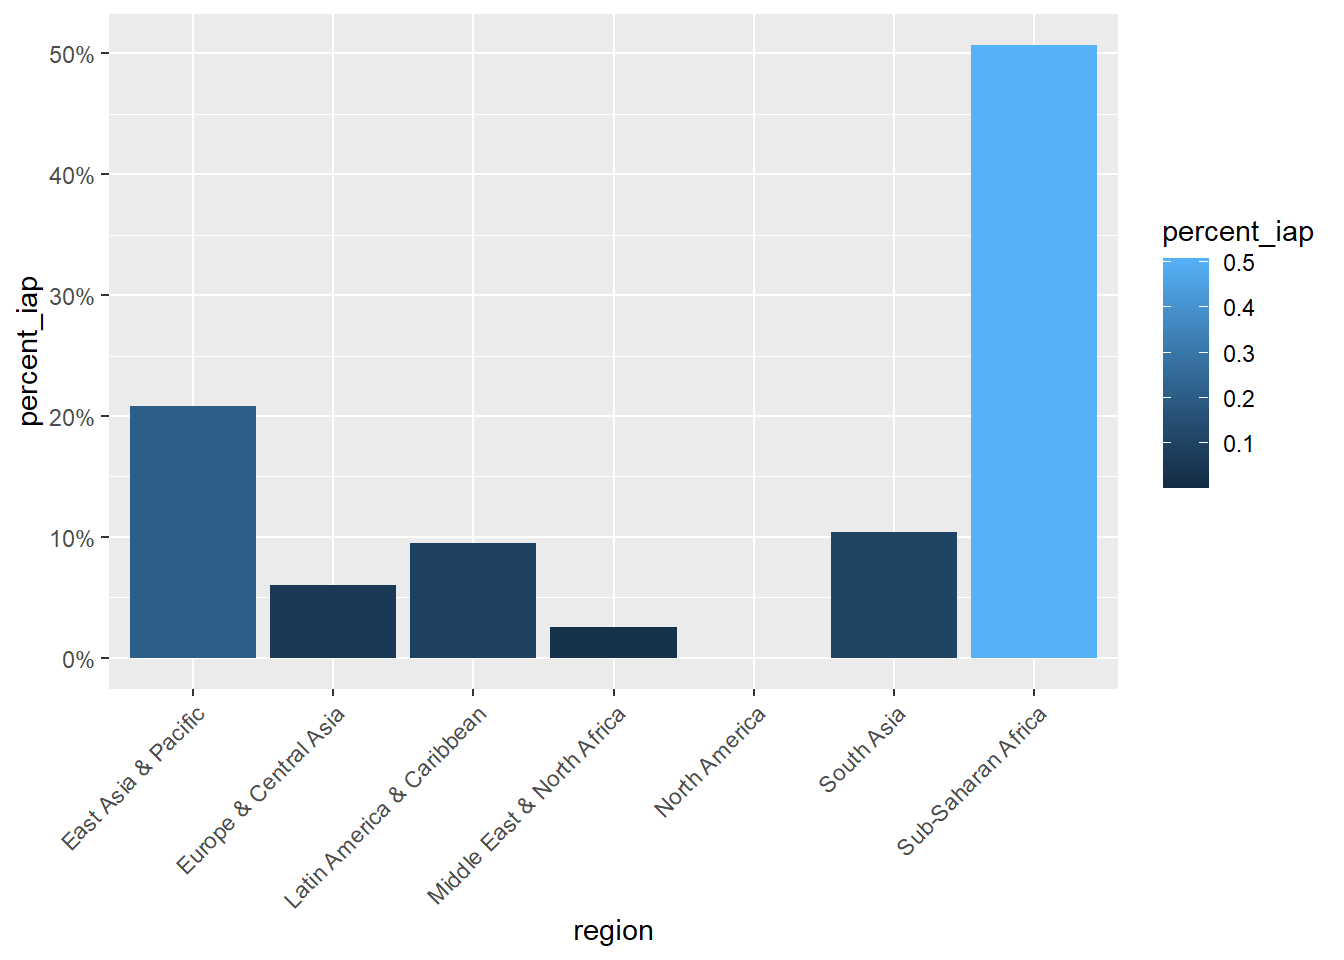 50%
40%
30%
20%
10%
0%
percent_iap
East Asia & Pacific
Europe & Central Asia
Latin America & Caribbean
Middle East & North Africa
North America
South Asia
Sub-Saharan Africa
region
percent_iap
0.5
0.4
0.3
0.2
0.1